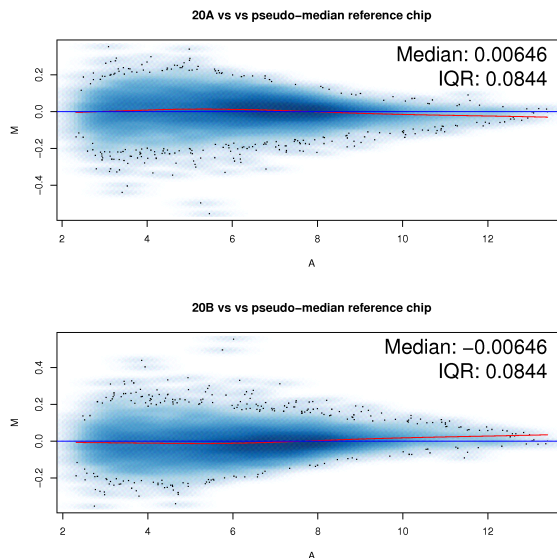 20A vs vs pseudo−median reference chip
Median: 0.00646
IQR: 0.0844
0.2
0.0
−0.2
−0.4
M
2 4 6 8 10 12
A
20B vs vs pseudo−median reference chip
Median: −0.00646
IQR: 0.0844
0.4
0.2
0.0
−0.2
M
2 4 6 8 10 12
A